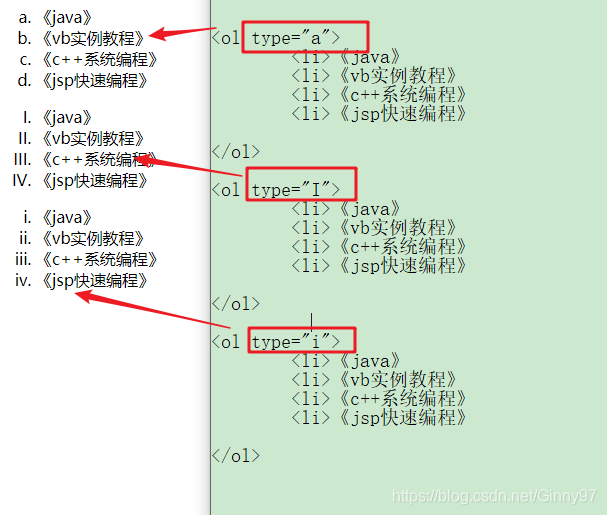 a. 《java》
b. 《vb实例教程》
c. 《c++系统编程》
d. 《jsp快速编程》
I. 《java》
II. 《vb实例教程》
III. 《c++系统编程》
IV. 《jsp快速编程》
i. 《java》
ii. 《vb实例教程》
iii. 《c++系统编程》
iv. 《jsp快速编程》
<ol type="a">
<li>《java》
<li>《vb实例教程》
<li>《c++系统编程》
<li>《jsp快速编程》
</ol>
<ol type="I">
<li>《java》
<li>《vb实例教程》
<li>《c++系统编程》
<li>《jsp快速编程》
</ol>
<ol type="i">
<li>《java》
<li>《vb实例教程》
<li>《c++系统编程》
<li>《jsp快速编程》
</ol>
https://blog.csdn.net/Ginny97